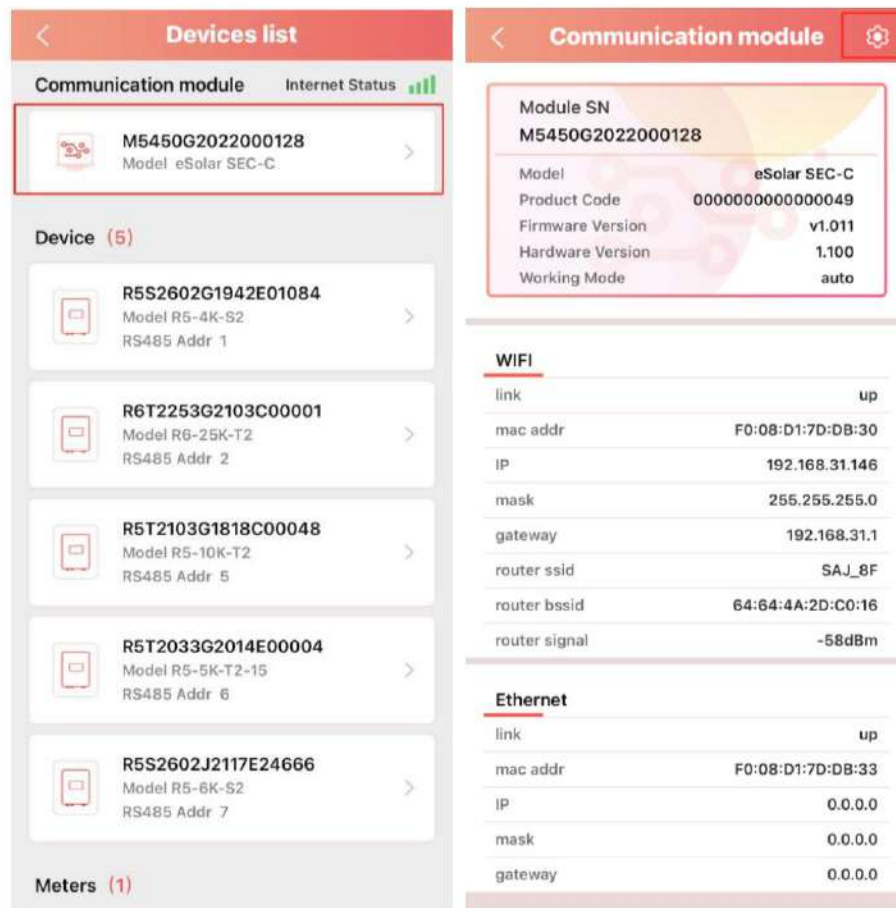 Devices list
Communication module Internet Status
M5450G2022000128
Model eSolar SEC-C
Device (5)
R5S2602G1942E01084
Model R5-4K-S2
RS485 Addr 1
R6T2253G2103C00001
Model R6-25K-T2
RS485 Addr 2
R5T2103G1818C00048
Model R5-10K-T2
RS485 Addr 5
R5T2033G2014E00004
Model R5-5K-T2-15
RS485 Addr 6
R5S2602J2117E24666
Model R5-6K-S2
RS485 Addr 7
Meters (1)
Communication module
Module SN
M5450G2022000128
Model eSolar SEC-C
Product Code 0000000000000049
Firmware Version v1.011
Hardware Version 1.100
Working Mode auto
WIFI
link up
mac addr F0:08:D1:7D:DB:30
IP 192.168.31.146
mask 255.255.255.0
gateway 192.168.31.1
router ssid SAJ_8F
router bssid 64:64:4A:2D:C0:16
router signal -58dBm
Ethernet
link up
mac addr F0:08:D1:7D:DB:33
IP 0.0.0.0
mask 0.0.0.0
gateway 0.0.0.0